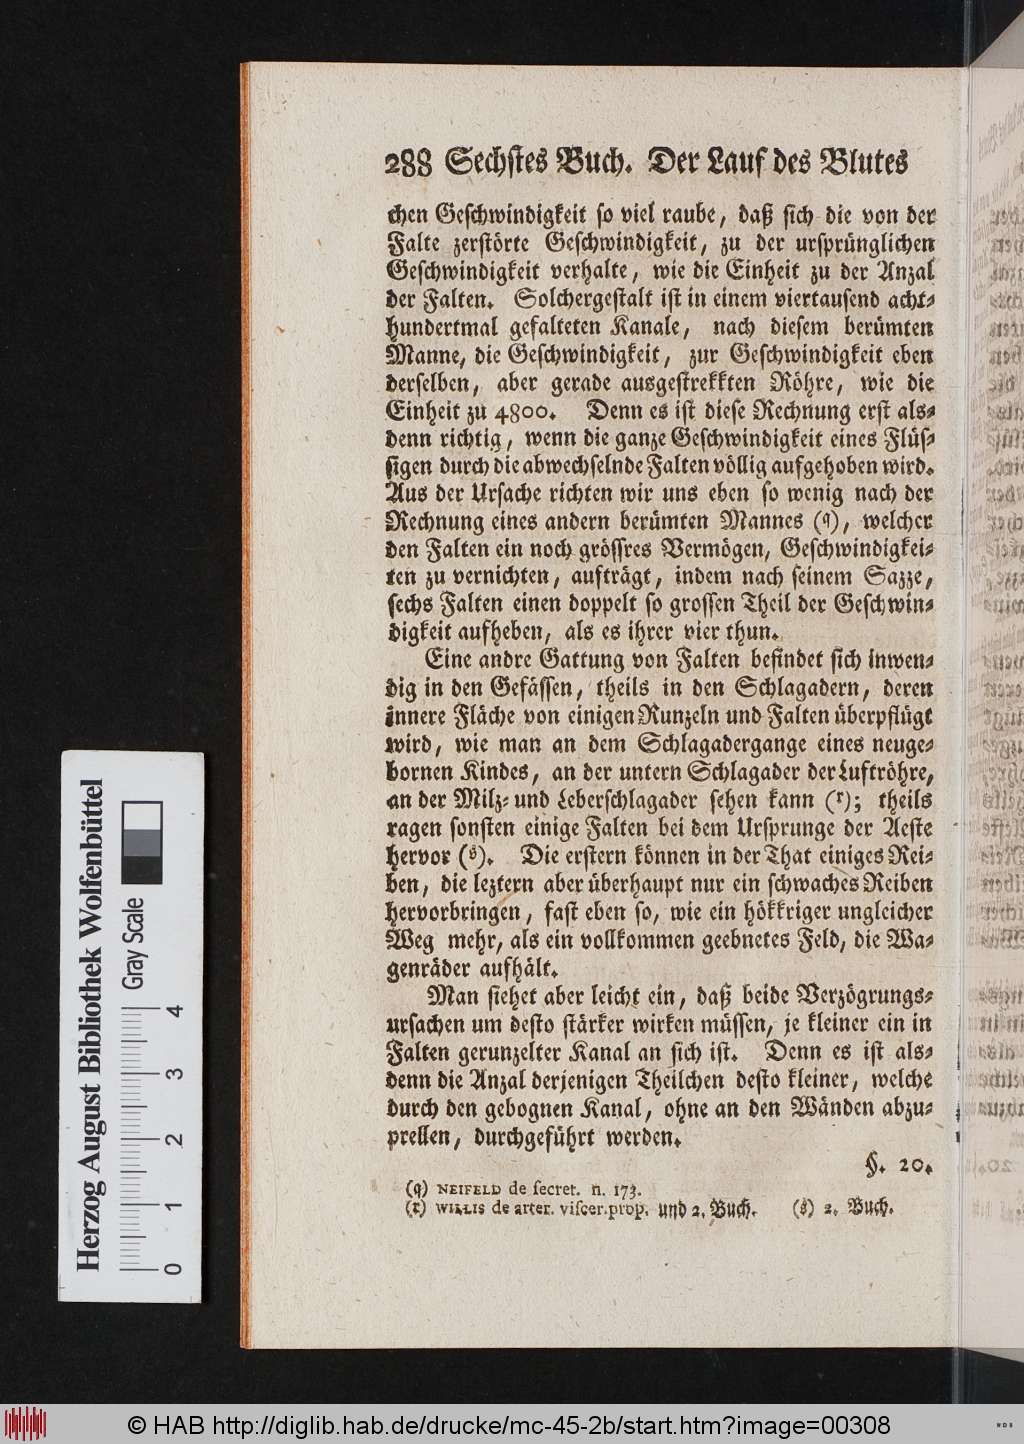 288 Sechstes Buch. Der Lauf des Blutes
chen Geschwindigkeit so viel raube, daß sich die von der
Falte zerstörte Geschwindigkeit, zu der ursprünglichen
Geschwindigkeit verhalte, wie die Einheit zu der Anzal
der Falten. Solchergestalt ist in einem viertausend acht-
hundertmal gefalteten Kanale, nach diesem berümten
Manne, die Geschwindigkeit, zur Geschwindigkeit eben
derselben, aber gerade ausgestrekkten Röhre, wie die
Einheit zu 4800. Denn es ist diese Rechnung erst als-
denn richtig, wenn die ganze Geschwindigkeit eines Flüs-
sigen durch die abwechselnde Falten völlig aufgehoben wird.
Aus der Ursache richten wir uns eben so wenig nach der
Rechnung eines andern berümten Mannes (q), welcher
den Falten ein noch grössres Vermögen, Geschwindigkei-
ten zu vernichten, aufträgt, indem nach seinem Sazze,
sechs Falten einen doppelt so grossen Theil der Geschwin-
digkeit aufheben, als es ihrer vier thun.
Eine andre Gattung von Falten befindet sich inwen-
dig in den Gefässen, theils in den Schlagadern, deren
innere Fläche von einigen Runzeln und Falten überpflügt
wird, wie man an dem Schlagadergange eines neuge-
bornen Kindes, an der untern Schlagader der Luftröhre,
an der Milz- und Leberschlagader sehen kann (r); theils
ragen sonsten einige Falten bei dem Ursprunge der Aeste
hervor (s). Die erstern können in der That einiges Rei-
ben, die leztern aber überhaupt nur ein schwaches Reiben
hervorbringen, fast eben so, wie ein hökkriger ungleicher
Weg mehr, als ein vollkommen geebnetes Feld, die Wa-
genräder aufhält.
Man siehet aber leicht ein, daß beide Verzögrungs-
ursachen um desto stärker wirken müssen, je kleiner ein in
Falten gerunzelter Kanal an sich ist. Denn es ist als-
denn die Anzal derjenigen Theilchen desto kleiner, welche
durch den gebognen Kanal, ohne an den Wänden abzu-
prellen, durchgeführt werden.
§. 20.
(q) NEIFELD de secret. n. 173.
(r) WILLIS de arter. viscer. prop. und 2. Buch. (s) 2. Buch.
Herzog August Bibliothek Wolfenbüttel
Gray Scale
0 1 2 3 4
© HAB http://diglib.hab.de/drucke/mc-45-2b/start.htm?image=00308